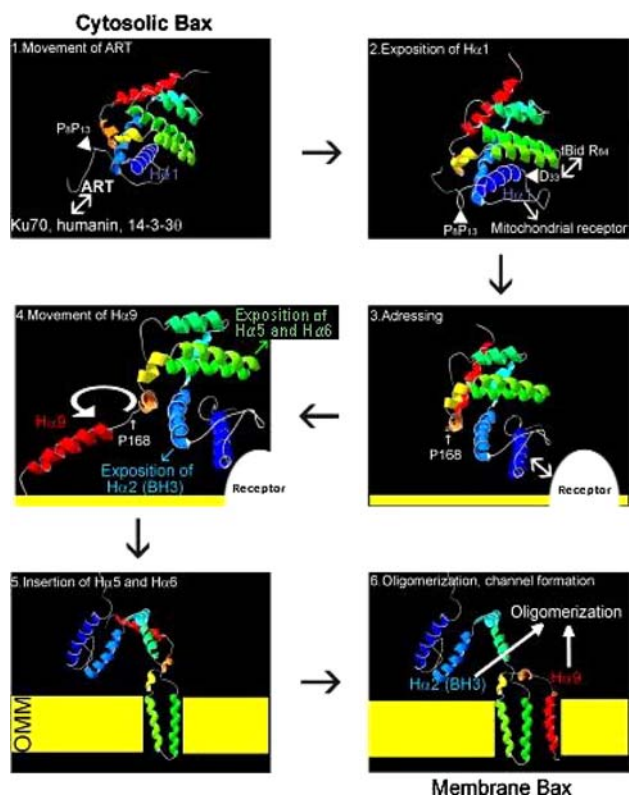 Cytosolic Bax
1.Movement of ART
P8P13
Hα1
ART
Ku70, humanin, 14-3-3θ
2.Exposition of Hα1
tBid R84
D33
Hα1
P8P13
Mitochondrial receptor
3.Adressing
P168
Receptor
4.Movement of Hα9
Exposition of
Hα5 and Hα6
Hα9
P168
Exposition of
Hα2 (BH3)
Receptor
5.Insertion of Hα5 and Hα6
OMM
6.Oligomerization, channel formation
Oligomerization
Hα2 (BH3)
Hα9
Membrane Bax